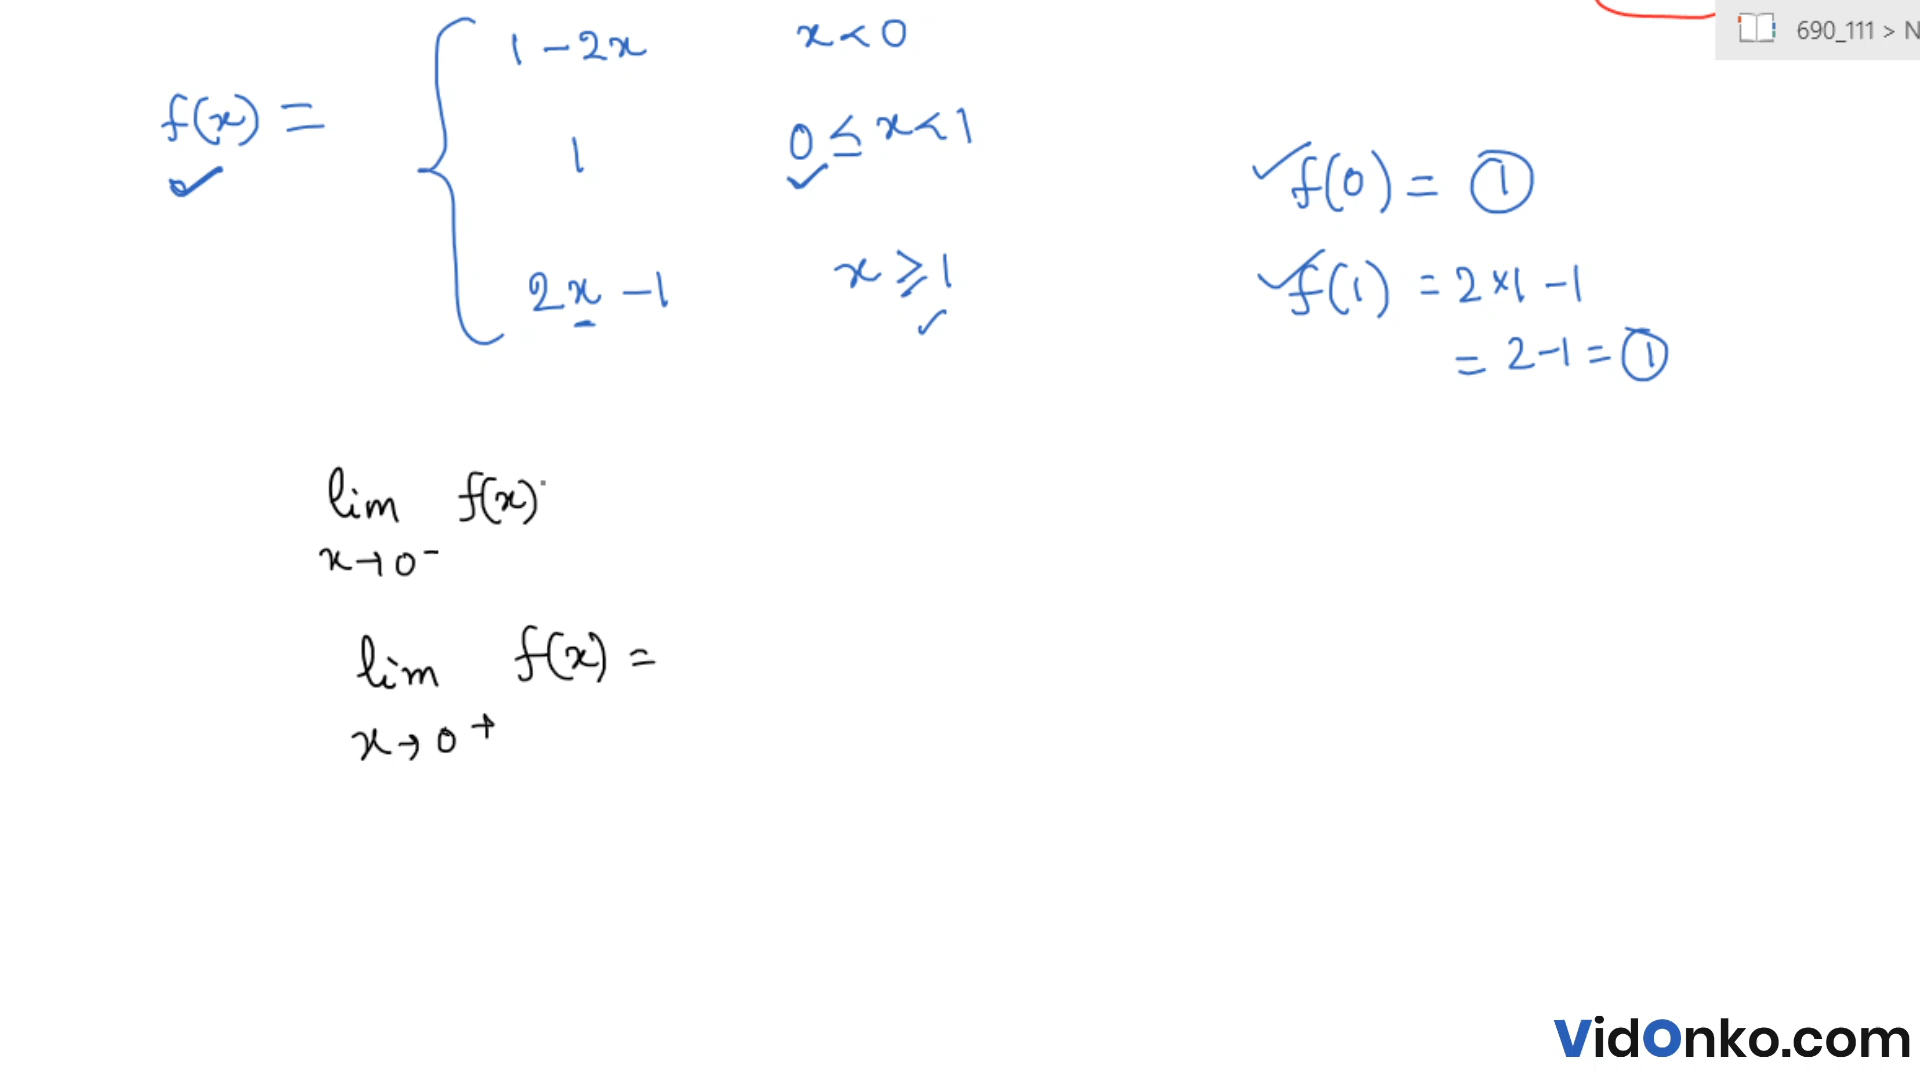 690_111 > N
1 - 2x   x < 0
f(x) =   1   0 ≤ x < 1
2x - 1   x ≥ 1
f(0) = 1
f(1) = 2×1 - 1
= 2-1 = 1
lim f(x)
x→0⁻
lim f(x) =
x→0⁺
VidOnko.com